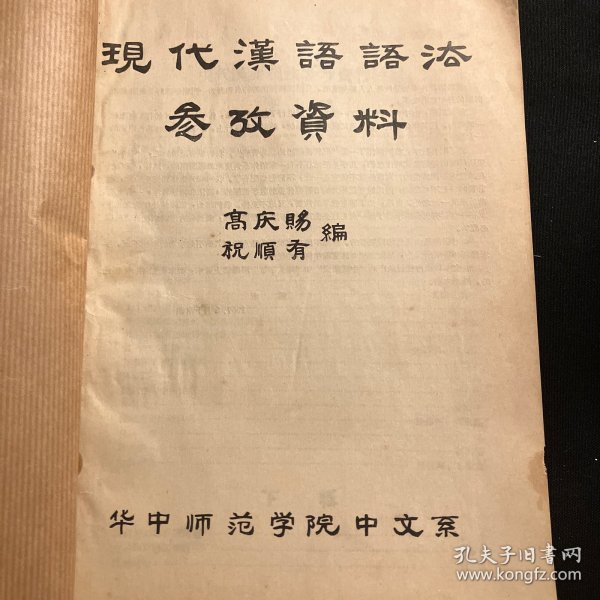 現代漢語語法
参攷資料
高庆賜
祝順有
編
华中师范学院中文系
孔夫子旧书网
www.kongfz.com